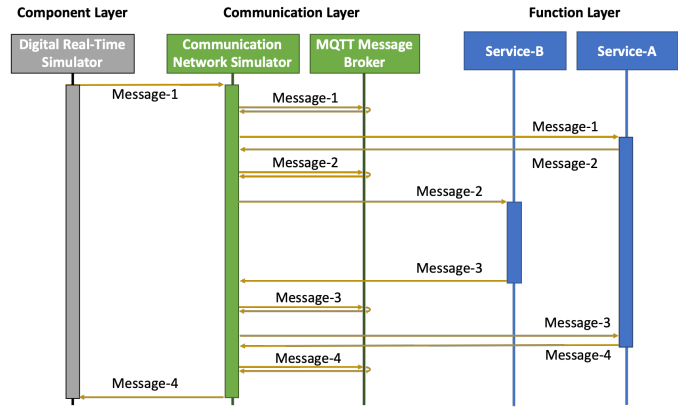 Component Layer
Communication Layer
Function Layer
Digital Real-Time
Simulator
Communication
Network Simulator
MQTT Message
Broker
Service-B
Service-A
Message-1
Message-1
Message-1
Message-2
Message-2
Message-2
Message-3
Message-3
Message-3
Message-4
Message-4
Message-4